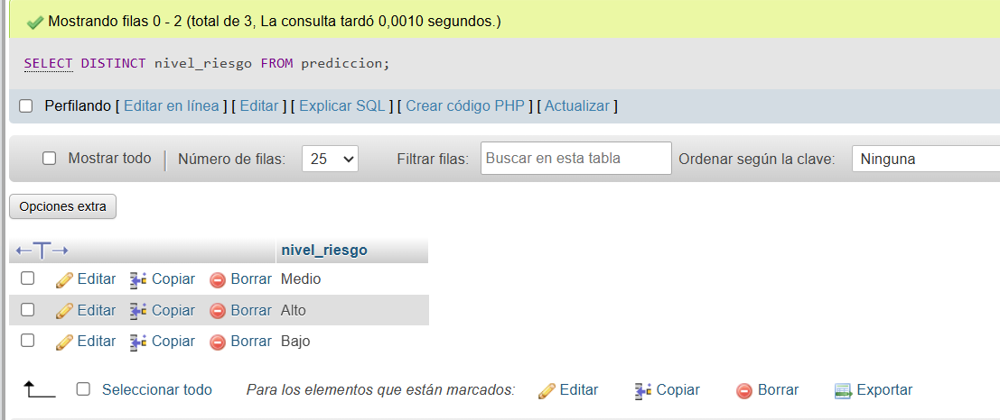 Mostrando filas 0 - 2 (total de 3, La consulta tardó 0,0010 segundos.)
SELECT DISTINCT nivel_riesgo FROM prediccion;
Perfilando [ Editar en línea ] [ Editar ] [ Explicar SQL ] [ Crear código PHP ] [ Actualizar ]
Mostrar todo | Número de filas: 25 Filtrar filas: Buscar en esta tabla Ordenar según la clave: Ninguna
Opciones extra
←T→ nivel_riesgo
Editar Copiar Borrar Medio
Editar Copiar Borrar Alto
Editar Copiar Borrar Bajo
Seleccionar todo Para los elementos que están marcados: Editar Copiar Borrar Exportar